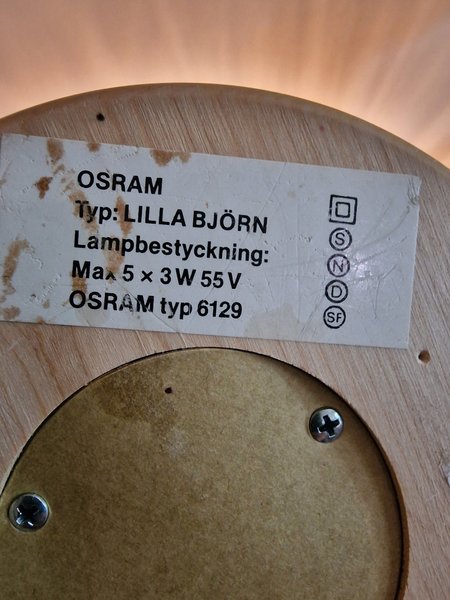 OSRAM
Typ: LILLA BJÖRN
Lampbestyckning:
Max 5 × 3 W 55 V
OSRAM typ 6129
S
N
D
SF